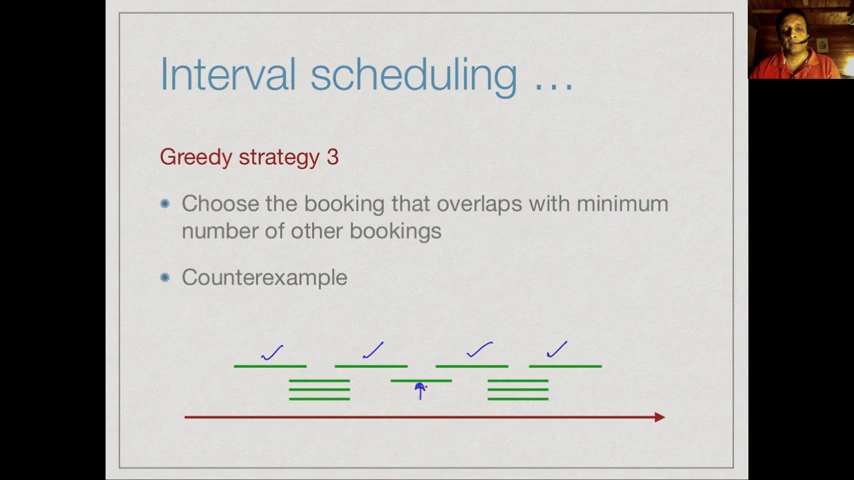 Interval scheduling …
Greedy strategy 3
Choose the booking that overlaps with minimum
number of other bookings
Counterexample